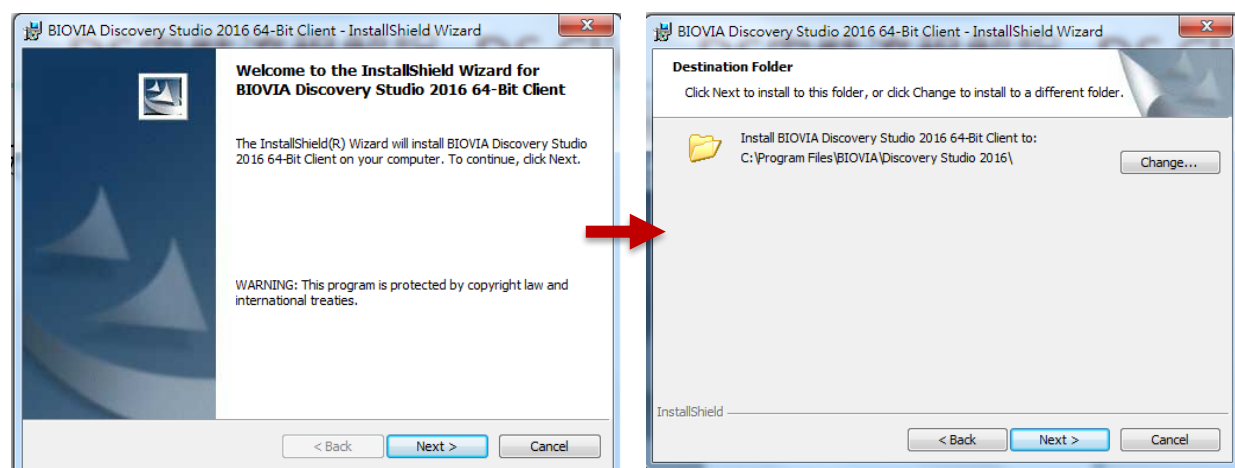 BIOVIA Discovery Studio 2016 64-Bit Client - InstallShield Wizard
Welcome to the InstallShield Wizard for
BIOVIA Discovery Studio 2016 64-Bit Client
The InstallShield(R) Wizard will install BIOVIA Discovery Studio
2016 64-Bit Client on your computer. To continue, click Next.
WARNING: This program is protected by copyright law and
international treaties.
< Back
Next >
Cancel
BIOVIA Discovery Studio 2016 64-Bit Client - InstallShield Wizard
Destination Folder
Click Next to install to this folder, or click Change to install to a different folder.
Install BIOVIA Discovery Studio 2016 64-Bit Client to:
C:\Program Files\BIOVIA\Discovery Studio 2016\
Change...
InstallShield
< Back
Next >
Cancel